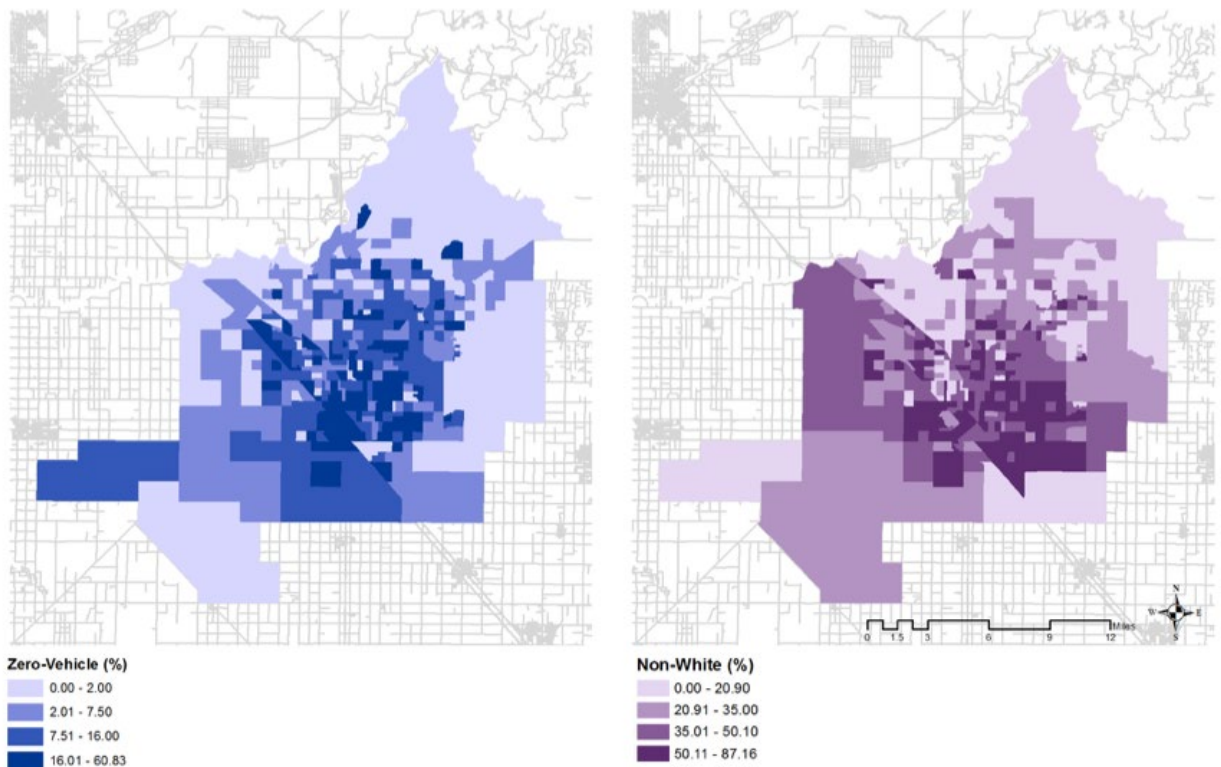 N
W E
S
Miles
0 1.5 3 6 9 12
Zero-Vehicle (%)
0.00 - 2.00
2.01 - 7.50
7.51 - 16.00
16.01 - 60.83
Non-White (%)
0.00 - 20.90
20.91 - 35.00
35.01 - 50.10
50.11 - 87.16